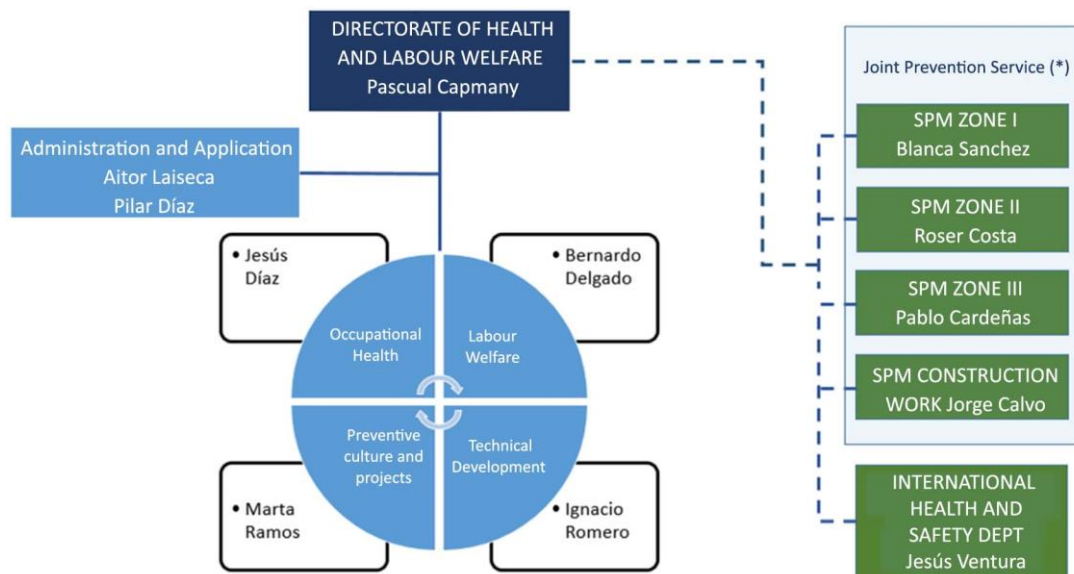 DIRECTORATE OF HEALTH
AND LABOUR WELFARE
Pascual Capmany
Administration and Application
Aitor Laiseca
Pilar Díaz
• Jesús
Díaz
• Bernardo
Delgado
Occupational
Health
Labour
Welfare
Preventive
culture and
projects
Technical
Development
• Marta
Ramos
• Ignacio
Romero
Joint Prevention Service (*)
SPM ZONE I
Blanca Sanchez
SPM ZONE II
Roser Costa
SPM ZONE III
Pablo Cardeñas
SPM CONSTRUCTION
WORK Jorge Calvo
INTERNATIONAL
HEALTH AND
SAFETY DEPT
Jesús Ventura